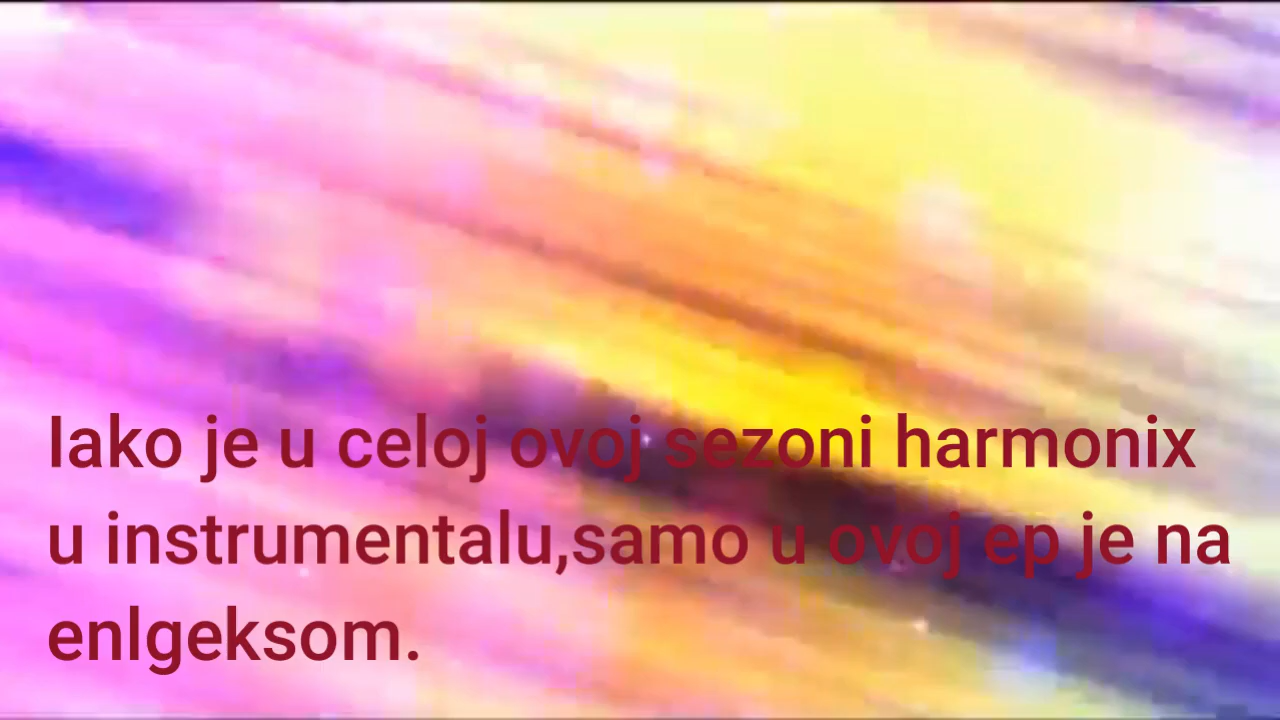 Iako je u celoj ovoj sezoni harmonix
u instrumentalu,samo u ovoj ep je na
enlgeksom.